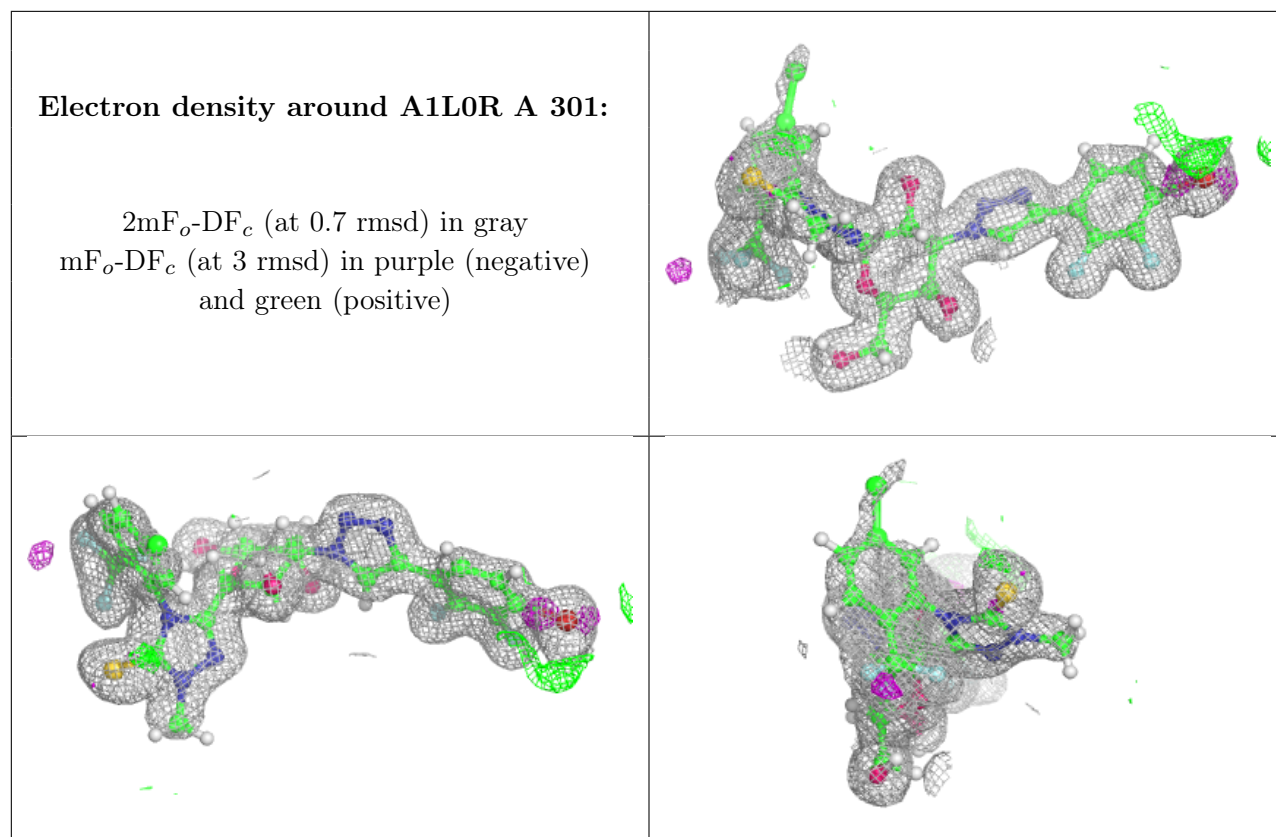 Electron density around A1L0R A 301:
2mFo-DFc (at 0.7 rmsd) in gray
mFo-DFc (at 3 rmsd) in purple (negative)
and green (positive)